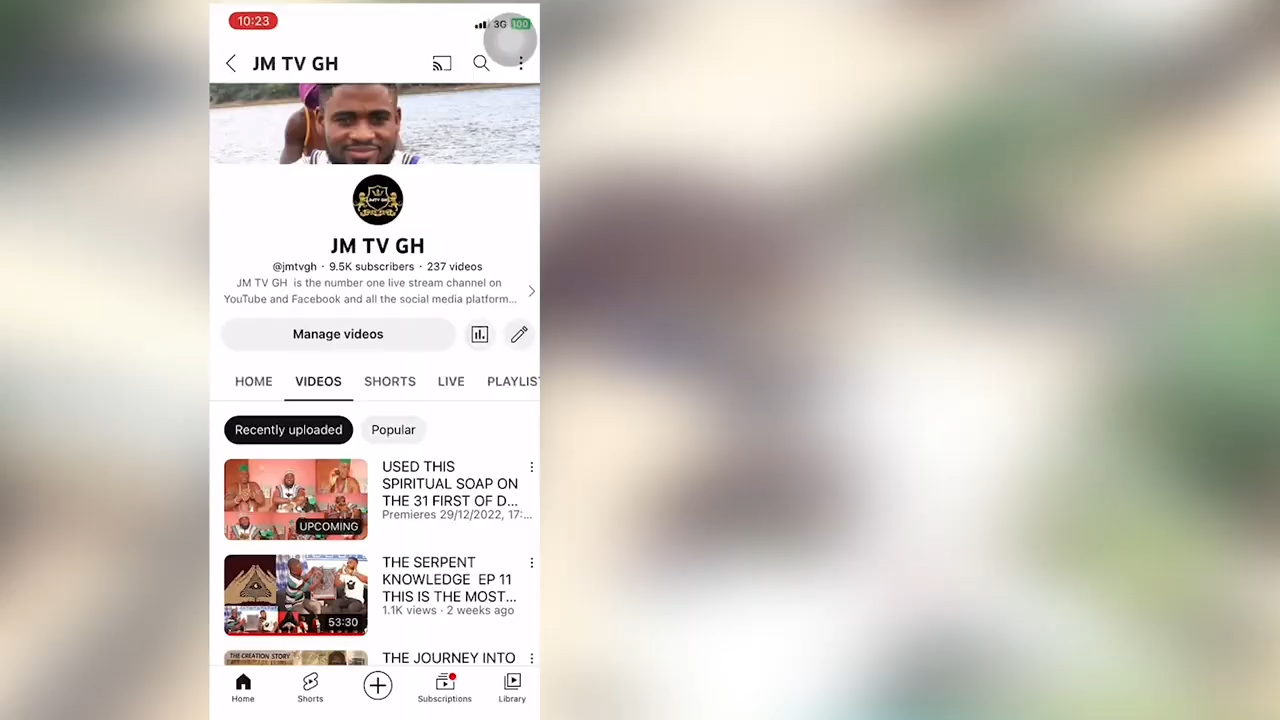 10:23
3G 100
JM TV GH
JMTV GH
JM TV GH
@jmtvgh · 9.5K subscribers · 237 videos
JM TV GH is the number one live stream channel on
YouTube and Facebook and all the social media platform...
Manage videos
HOME VIDEOS SHORTS LIVE PLAYLIST
Recently uploaded Popular
USED THIS
SPIRITUAL SOAP ON
THE 31 FIRST OF D...
Premieres 29/12/2022, 17:...
UPCOMING
THE SERPENT
KNOWLEDGE EP 11
THIS IS THE MOST...
1.1K views · 2 weeks ago
53:30
THE CREATION STORY
THE JOURNEY INTO
Home Shorts Subscriptions Library